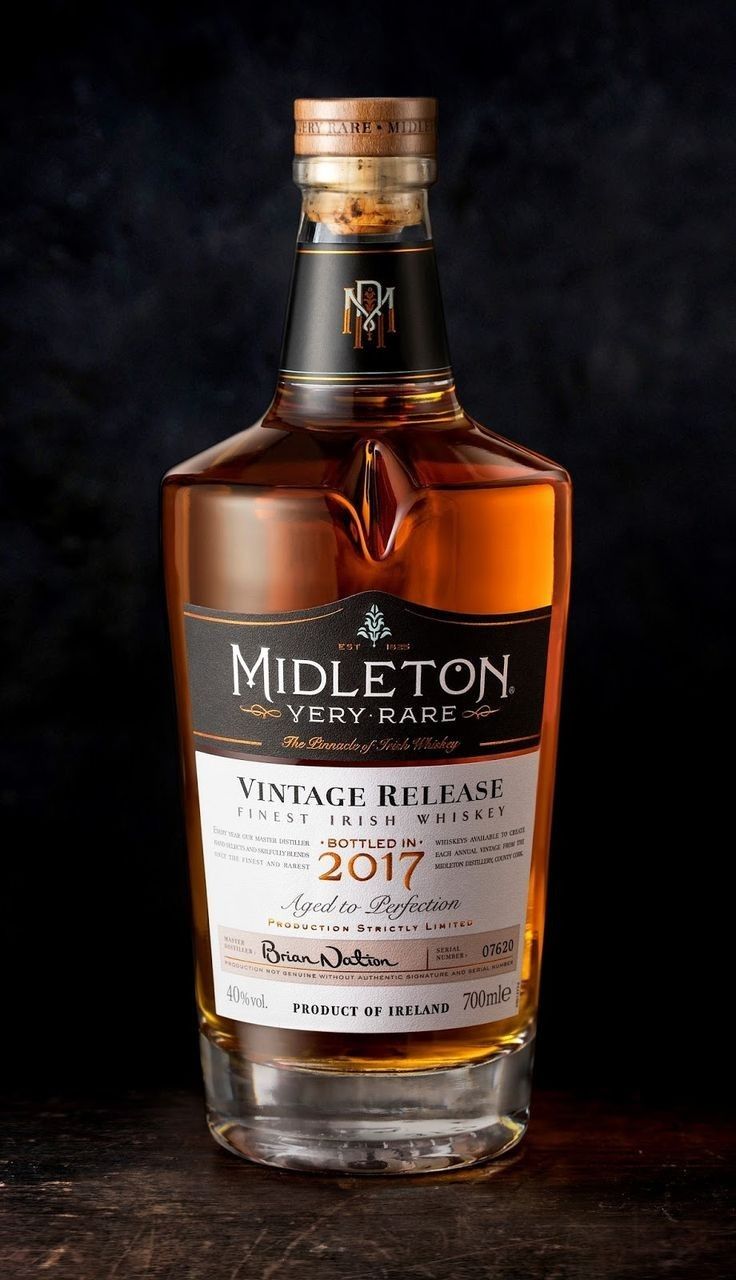 VERY RARE • MIDLET
EST 1825
MIDLETON®
VERY·RARE
The Pinnacle of Irish Whiskey
VINTAGE RELEASE
FINEST IRISH WHISKEY
EVERY YEAR OUR MASTER DISTILLER
HAND SELECTS AND SKILFULLY BLENDS
SINCE THE FINEST AND RAREST
·BOTTLED IN·
2017
WHISKEYS AVAILABLE TO CREATE
EACH ANNUAL VINTAGE FROM THE
MIDLETON DISTILLERY, COUNTY CORK.
Aged to Perfection
PRODUCTION STRICTLY LIMITED
MASTER
DISTILLER: Brian Nation
SERIAL
NUMBER: 07620
PRODUCTION NOT GENUINE WITHOUT AUTHENTIC SIGNATURE AND SERIAL NUMBER
40%vol.
PRODUCT OF IRELAND
700mle